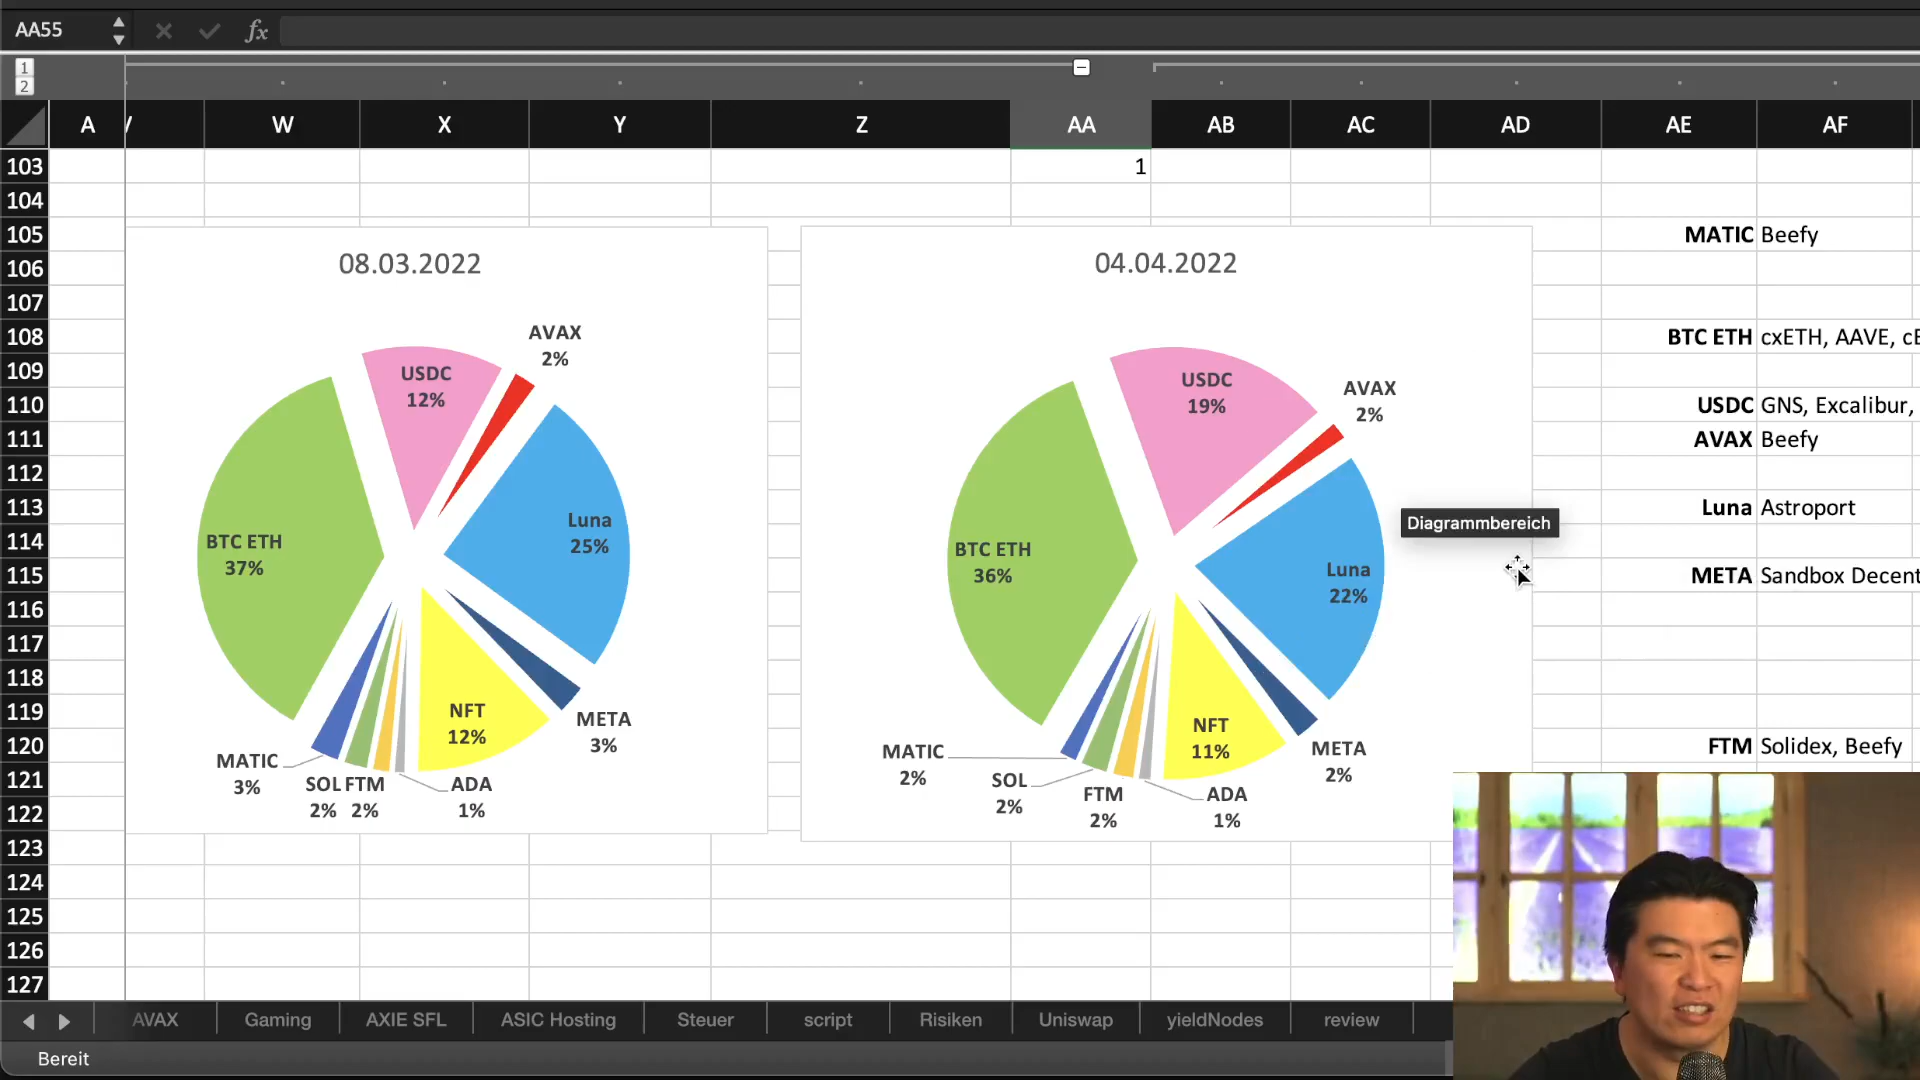 AA55
fx
1
2
A
W
X
Y
Z
AA
AB
AC
AD
AE
AF
103
1
104
105
MATIC Beefy
106
107
108
BTC ETH cxETH, AAVE,
109
110
USDC GNS, Excalibur,
111
AVAX Beefy
112
113
Luna Astroport
114
115
META Sandbox
116
117
118
119
120
FTM Solidex, Beefy
121
122
123
124
125
126
127
08.03.2022
AVAX
2%
USDC
12%
Luna
25%
BTC ETH
37%
NFT
12%
META
3%
MATIC
3%
SOL
2%
FTM
2%
ADA
1%
04.04.2022
USDC
19%
AVAX
2%
Diagrammbereich
BTC ETH
36%
Luna
22%
NFT
11%
META
2%
MATIC
2%
SOL
2%
FTM
2%
ADA
1%
AVAX
Gaming
AXIE SFL
ASIC Hosting
Steuer
script
Risiken
Uniswap
yieldNodes
review
Bereit